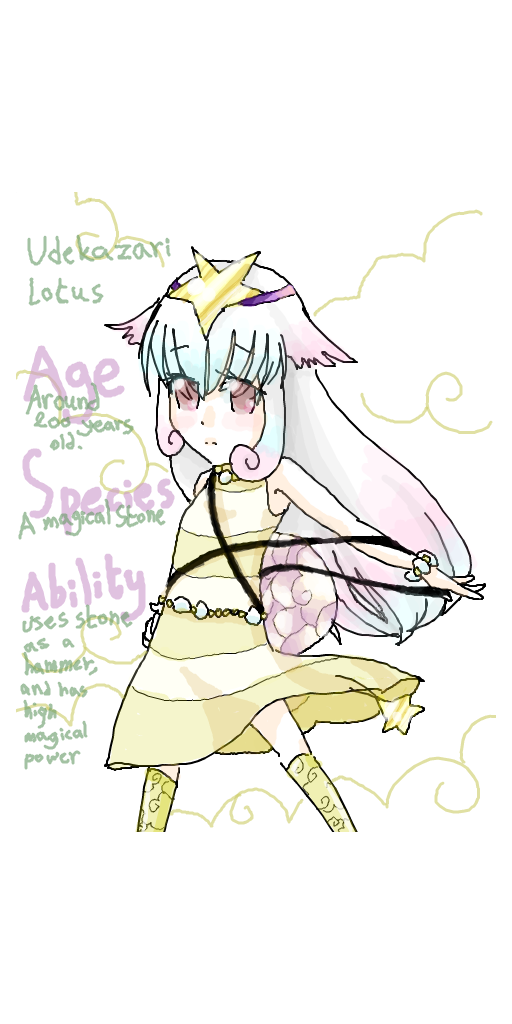 Udekazari
Lotus
Age
Around
200 years
old.
Species
A magical stone
Ability
uses stone
as a
hammer,
and has
high
magical
power